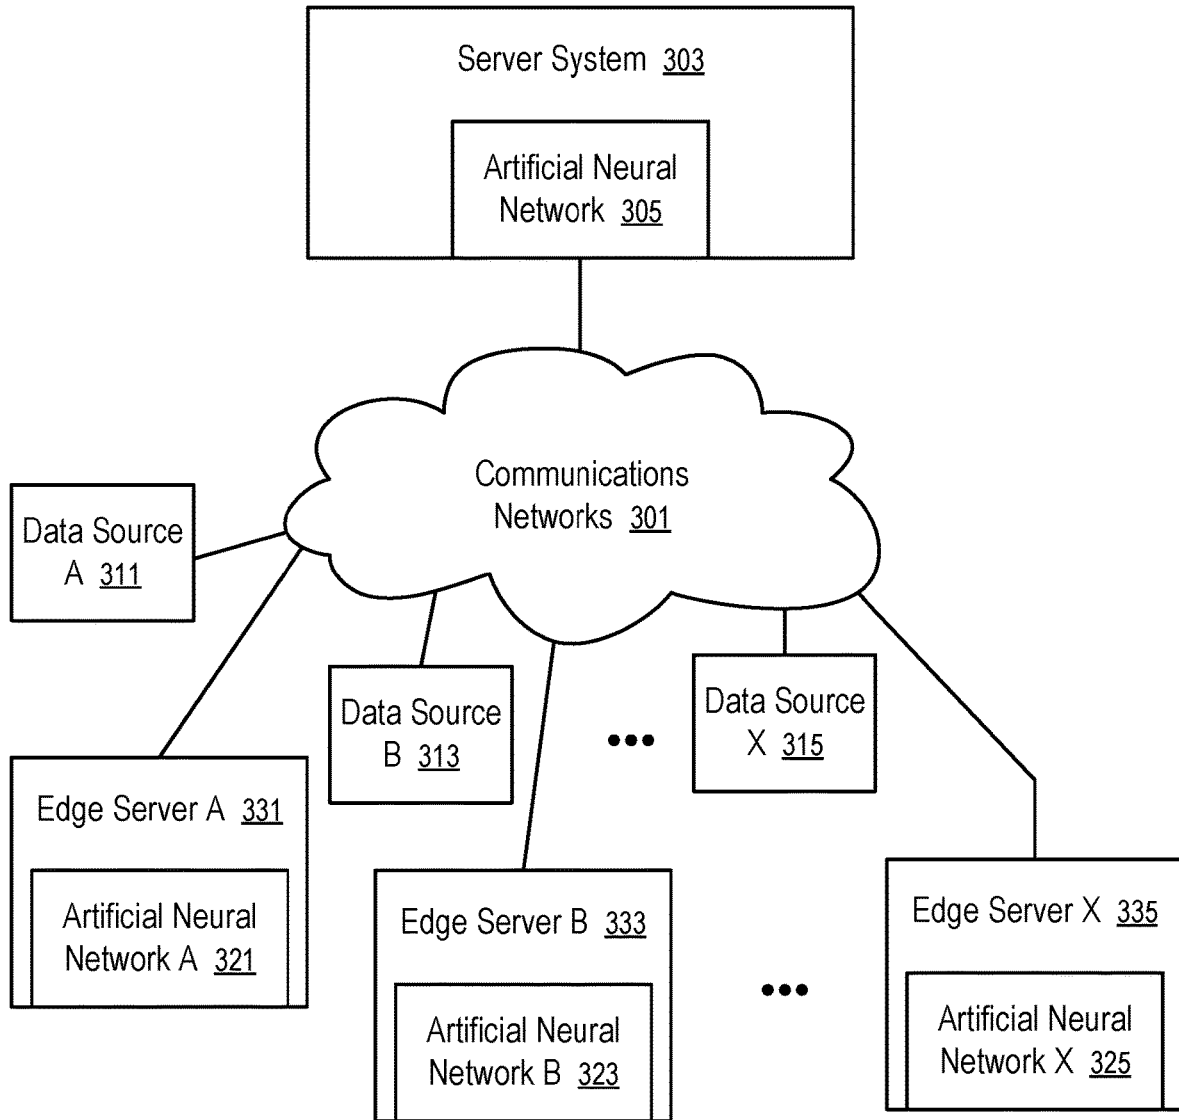 Server System 303
Artificial Neural
Network 305
Communications
Networks 301
Data Source
A 311
Data Source
B 313
Data Source
X 315
Edge Server A 331
Artificial Neural
Network A 321
Edge Server B 333
Artificial Neural
Network B 323
Edge Server X 335
Artificial Neural
Network X 325